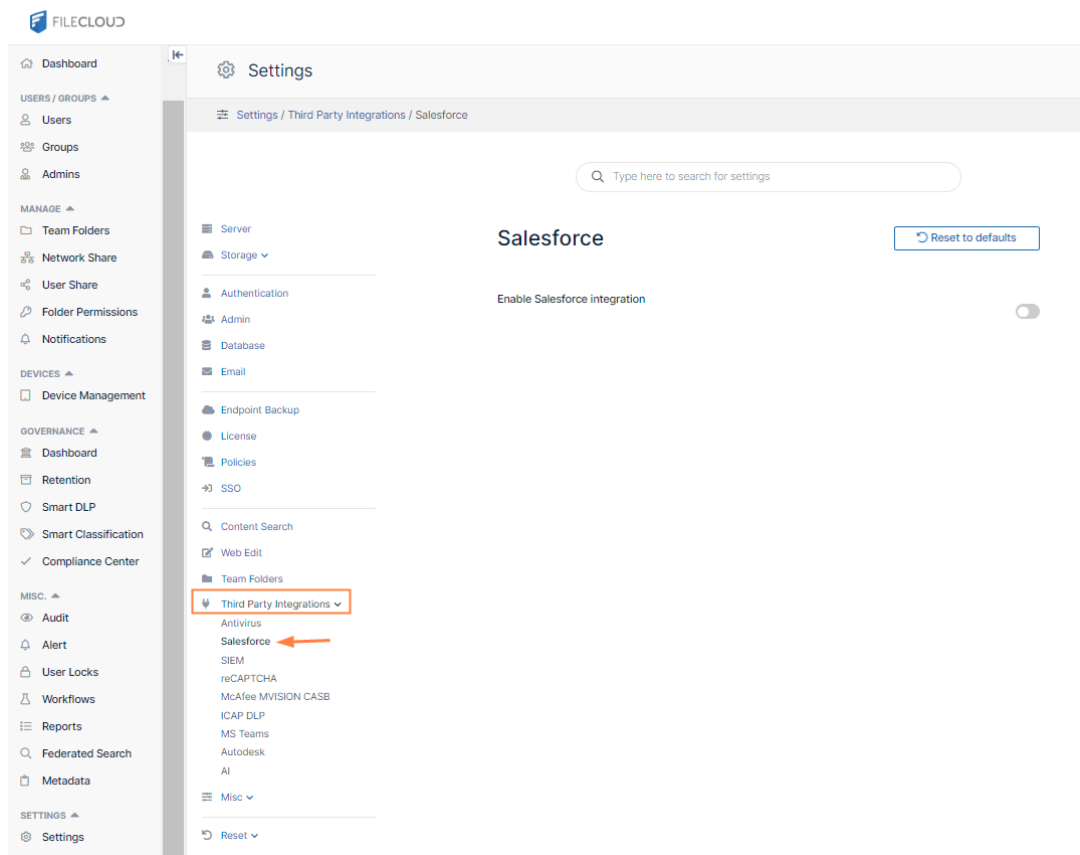 FILECLOUD
Dashboard
USERS / GROUPS
Users
Groups
Admins
MANAGE
Team Folders
Network Share
User Share
Folder Permissions
Notifications
DEVICES
Device Management
GOVERNANCE
Dashboard
Retention
Smart DLP
Smart Classification
Compliance Center
MISC.
Audit
Alert
User Locks
Workflows
Reports
Federated Search
Metadata
SETTINGS
Settings
Settings
Settings / Third Party Integrations / Salesforce
Type here to search for settings
Server
Storage
Authentication
Admin
Database
Email
Endpoint Backup
License
Policies
SSO
Content Search
Web Edit
Team Folders
Third Party Integrations
Antivirus
Salesforce
SIEM
reCAPTCHA
McAfee MVISION CASB
ICAP DLP
MS Teams
Autodesk
AI
Misc
Reset
Salesforce
Reset to defaults
Enable Salesforce integration